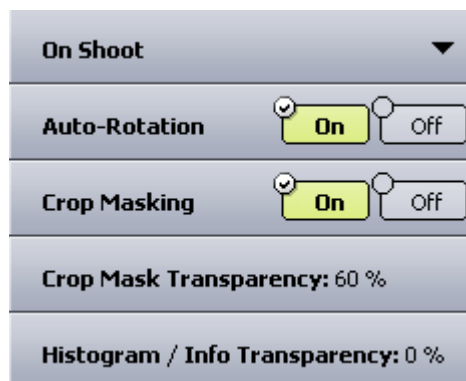 On Shoot
Auto-Rotation On Off
Crop Masking On Off
Crop Mask Transparency: 60 %
Histogram / Info Transparency: 0 %